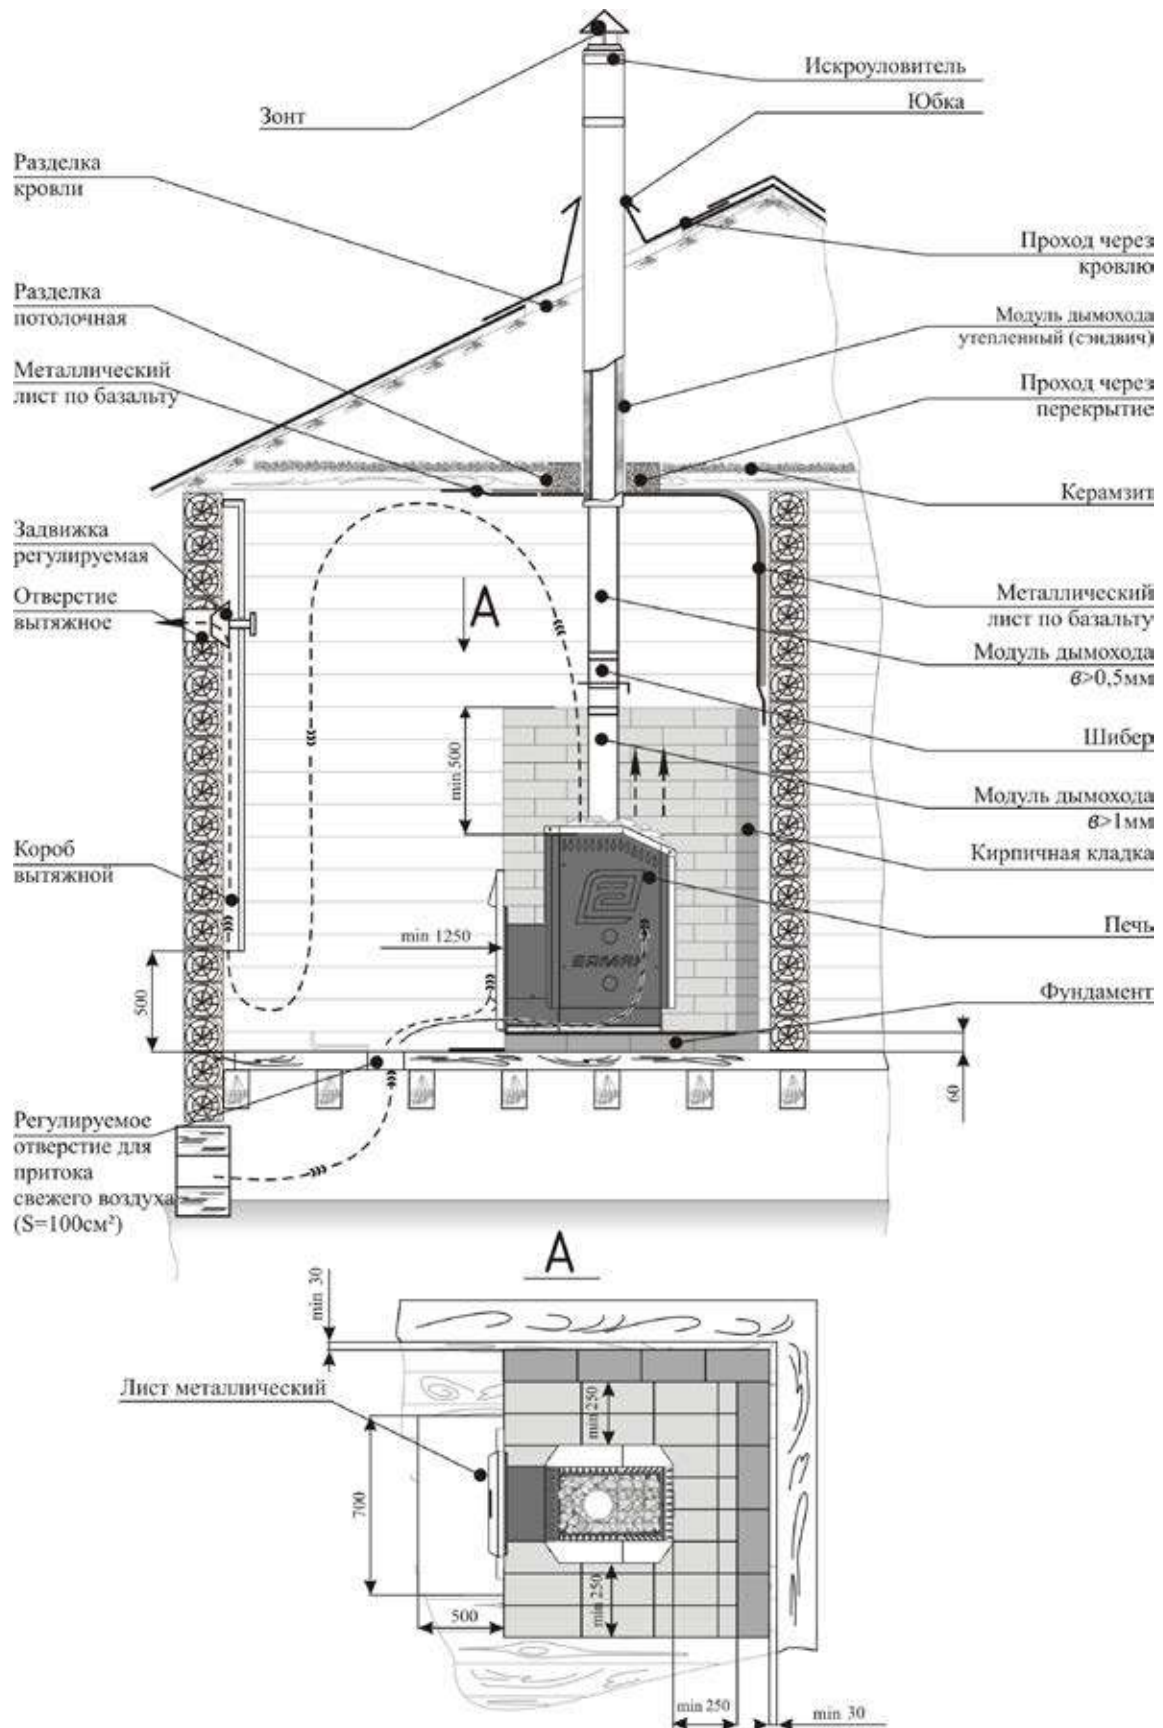 Искроуловитель
Юбка
Зонт
Разделка
кровли
Проход через
кровлю
Разделка
потолочная
Модуль дымохода
утепленный (сэндвич)
Металлический
лист по базальту
Проход через
перекрытие
Керамзит
Задвижка
регулируемая
Отверстие
вытяжное
А
Металлический
лист по базальту
Модуль дымохода
в>0,5мм
Шибер
min 500
Модуль дымохода
в>1мм
Короб
вытяжной
Кирпичная кладка
Печь
min 1250
ERMAK
500
Фундамент
60
Регулируемое
отверстие для
притока
свежего воздуха
(S=100см²)
А
min 30
Лист металлический
min 250
700
min 250
500
min 250
min 30